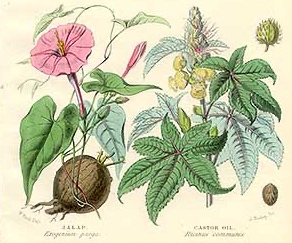 JALAP.
Exogonium purga.
CASTOR OIL.
Ricinus communis